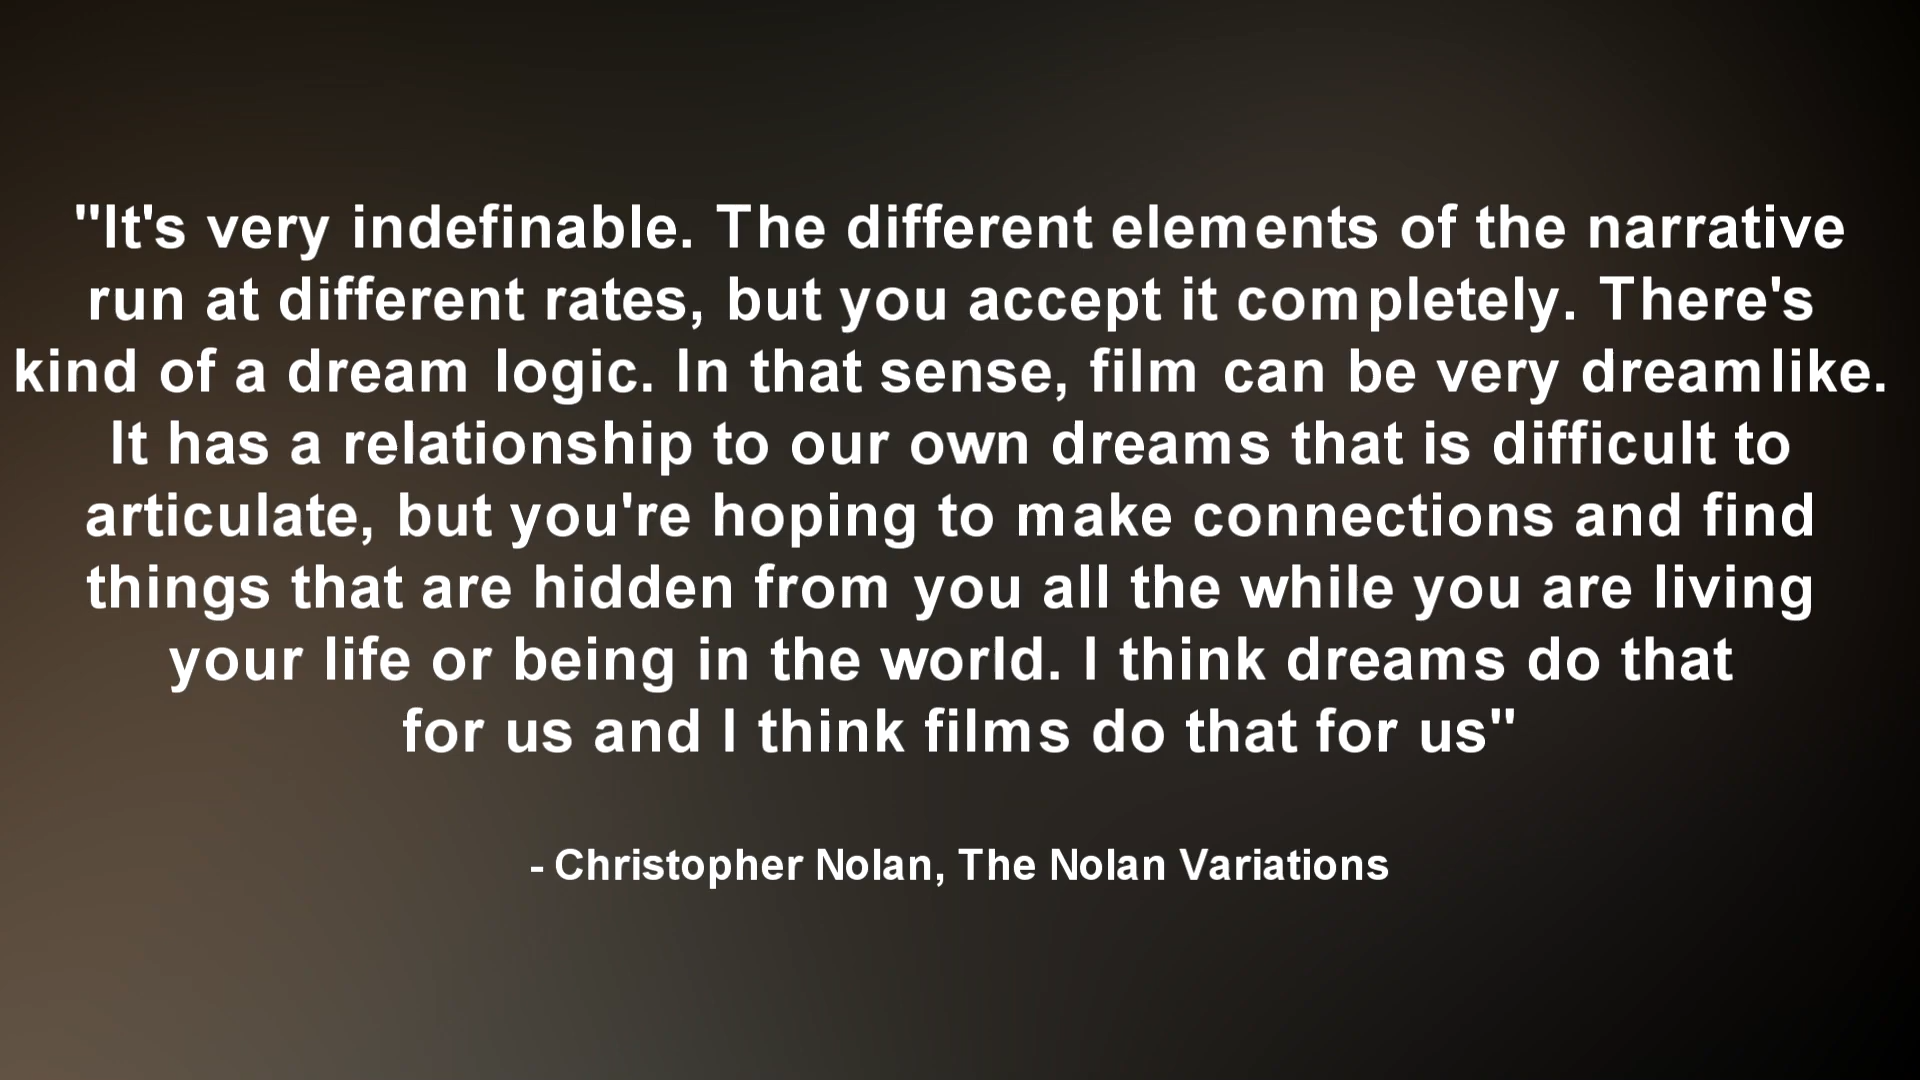 "It's very indefinable. The different elements of the narrative
run at different rates, but you accept it completely. There's
kind of a dream logic. In that sense, film can be very dreamlike.
It has a relationship to our own dreams that is difficult to
articulate, but you're hoping to make connections and find
things that are hidden from you all the while you are living
your life or being in the world. I think dreams do that
for us and I think films do that for us"
- Christopher Nolan, The Nolan Variations